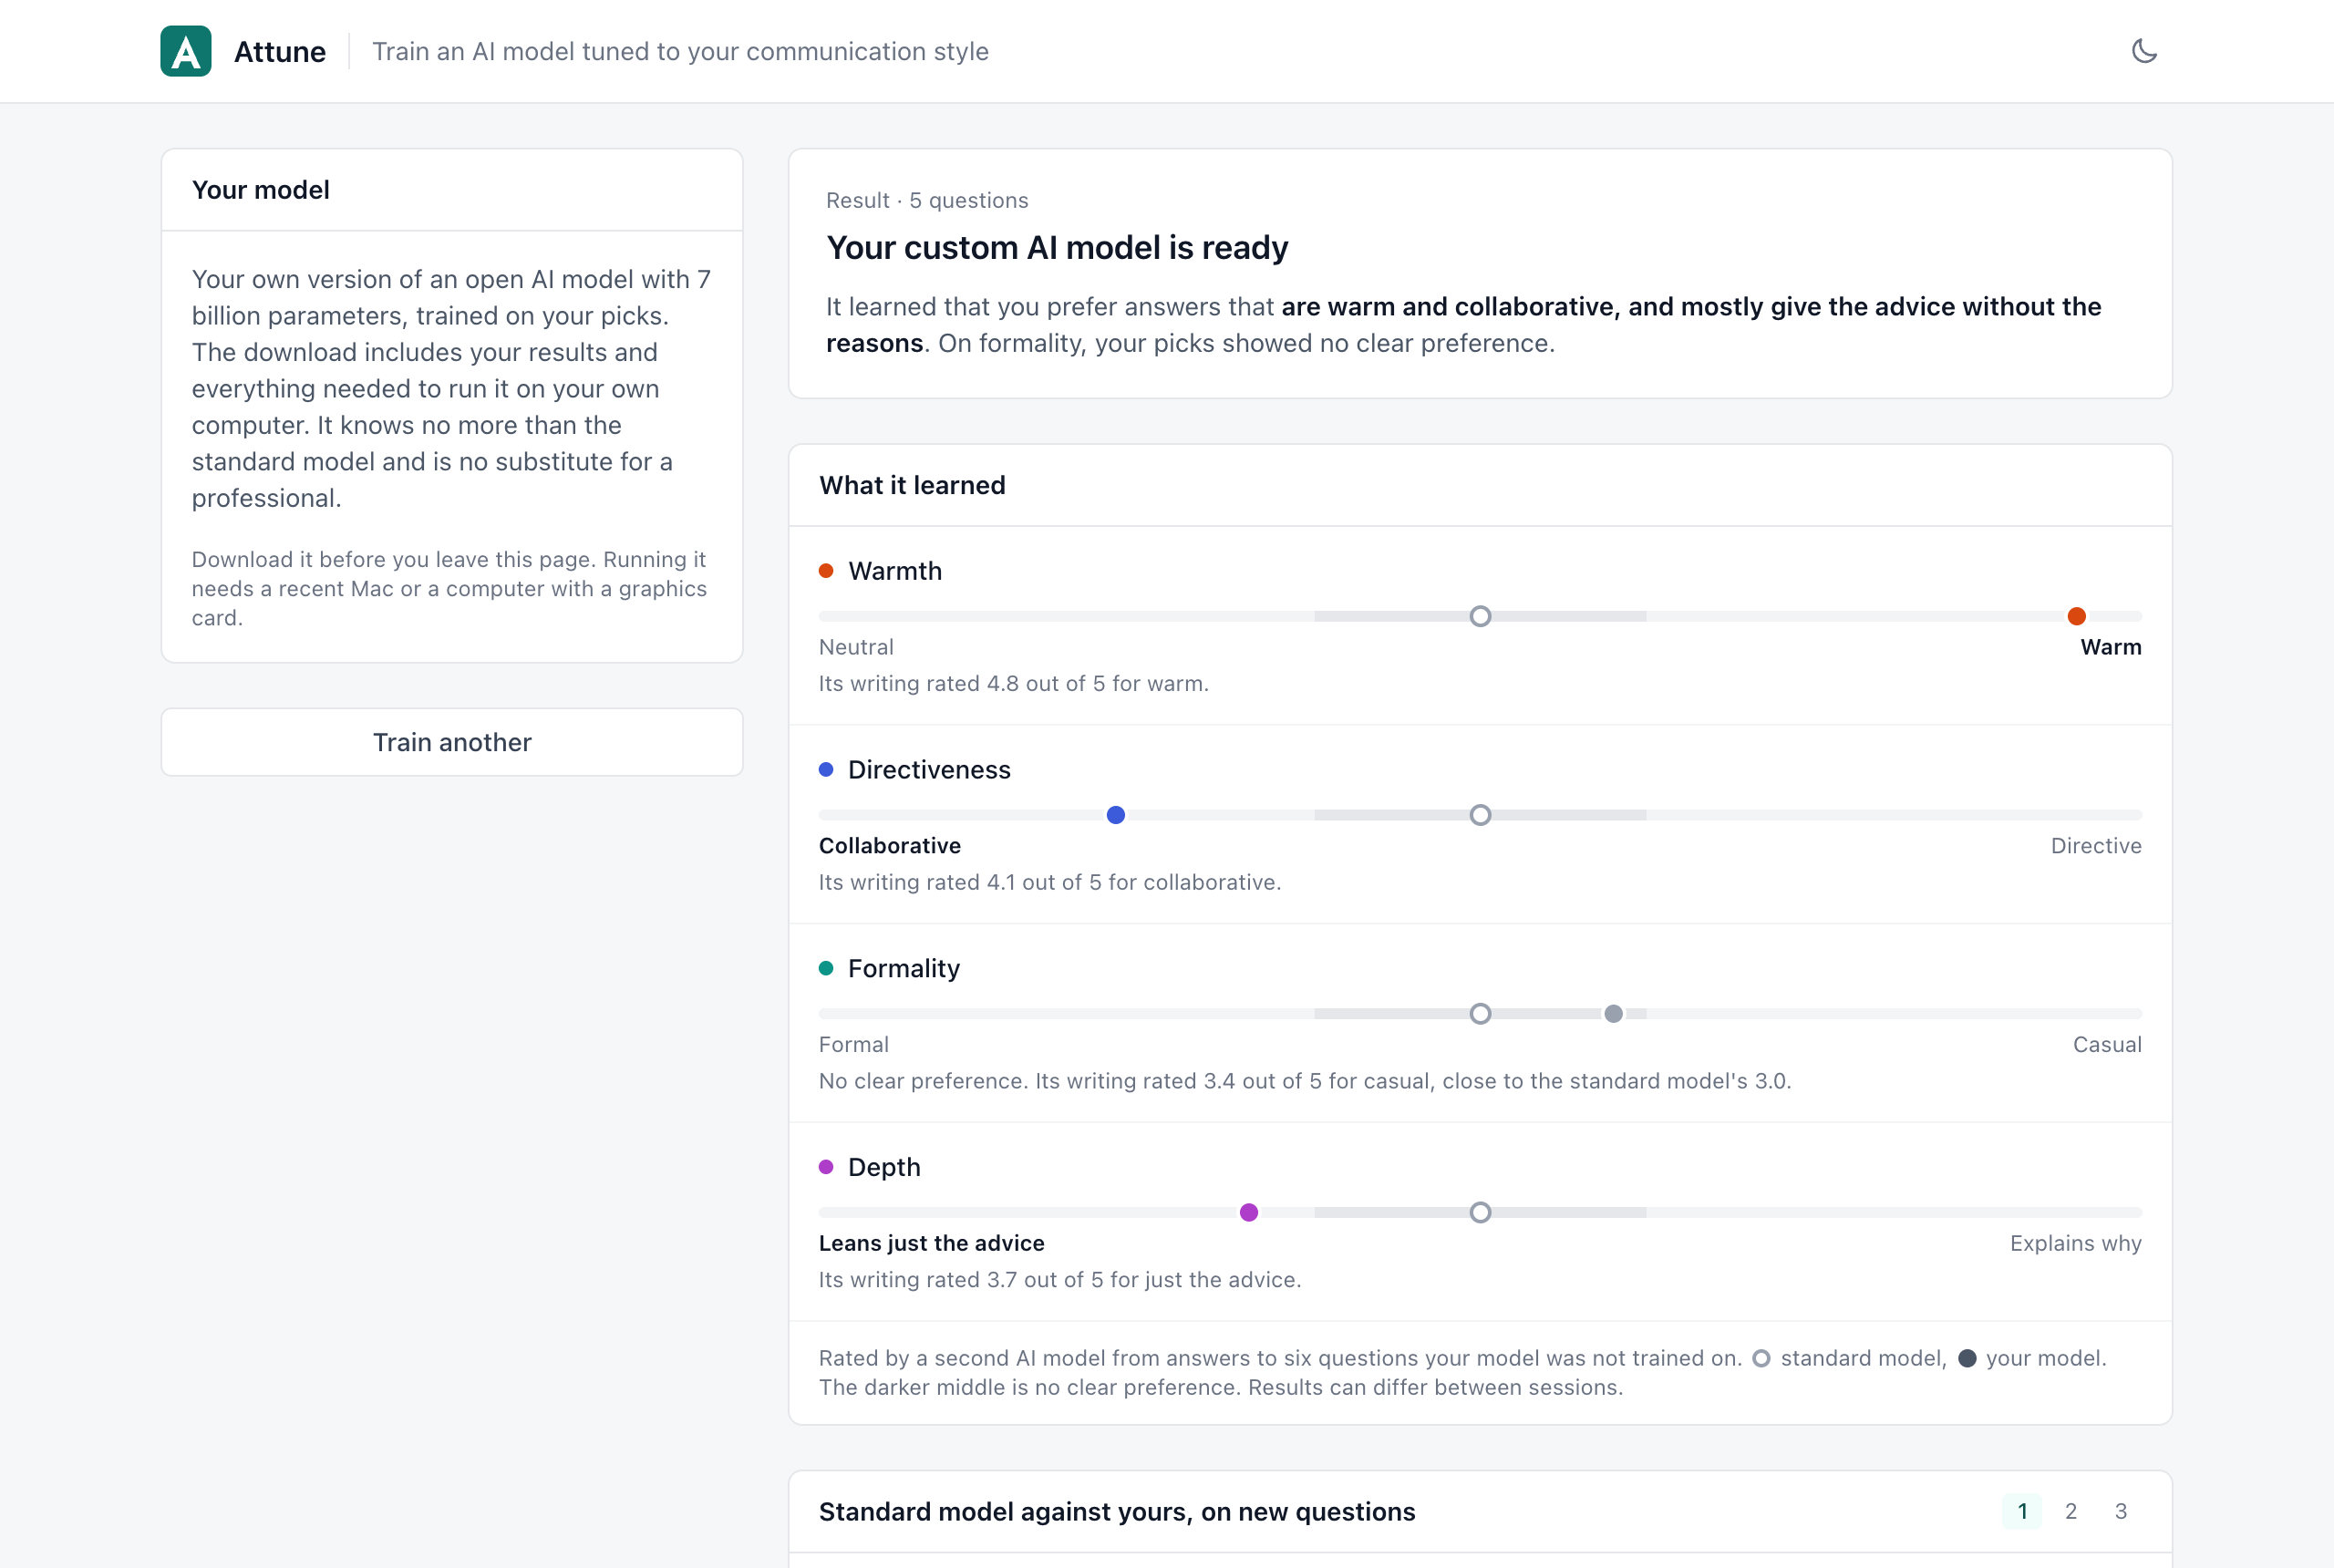 A
Attune
Train an AI model tuned to your communication style
Your model
Your own version of an open AI model with 7
billion parameters, trained on your picks.
The download includes your results and
everything needed to run it on your own
computer. It knows no more than the
standard model and is no substitute for a
professional.
Download it before you leave this page. Running it
needs a recent Mac or a computer with a graphics
card.
Train another
Result · 5 questions
Your custom AI model is ready
It learned that you prefer answers that are warm and collaborative, and mostly give the advice without the
reasons. On formality, your picks showed no clear preference.
What it learned
Warmth
Neutral
Warm
Its writing rated 4.8 out of 5 for warm.
Directiveness
Collaborative
Directive
Its writing rated 4.1 out of 5 for collaborative.
Formality
Formal
Casual
No clear preference. Its writing rated 3.4 out of 5 for casual, close to the standard model's 3.0.
Depth
Leans just the advice
Explains why
Its writing rated 3.7 out of 5 for just the advice.
Rated by a second AI model from answers to six questions your model was not trained on. standard model, your model.
The darker middle is no clear preference. Results can differ between sessions.
Standard model against yours, on new questions
1 2 3